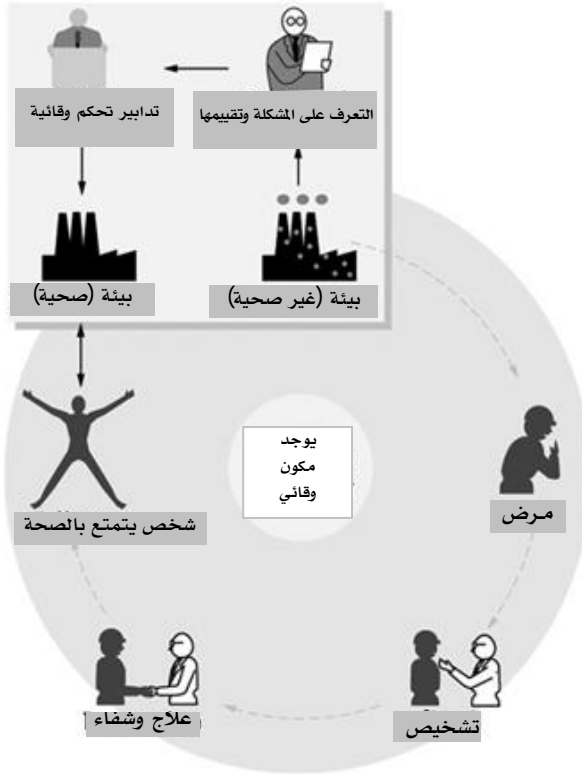 التعرف على المشكلة وتقييمها
تدابير تحكم وقائية
بيئة (غير صحية)
بيئة (صحية)
يوجد
مكون
وقائي
شخص يتمتع بالصحة
مرض
علاج وشفاء
تشخيص